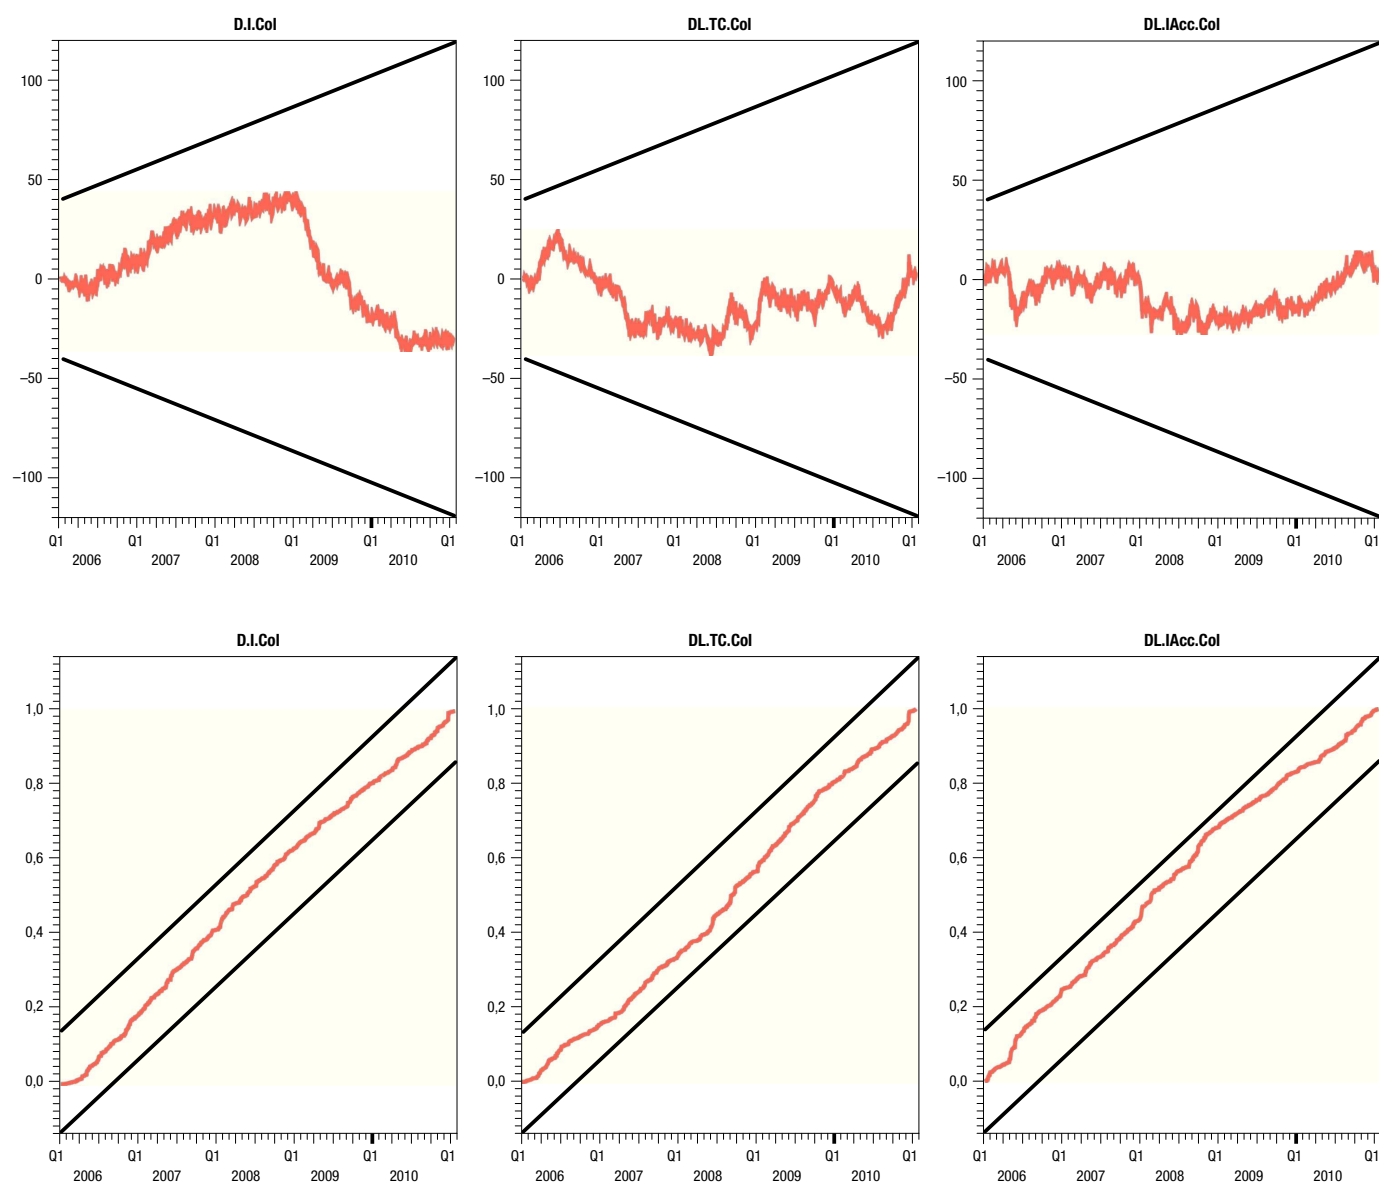 D.I.Col DL.TC.Col DL.IAcc.Col
100 100 100
50 50 50
0 0 0
–50 –50 –50
–100 –100 –100
Q1 Q1 Q1 Q1 Q1 Q1 Q1 Q1 Q1 Q1 Q1 Q1 Q1 Q1 Q1 Q1 Q1 Q1
2006 2007 2008 2009 2010 2006 2007 2008 2009 2010 2006 2007 2008 2009 2010
D.I.Col DL.TC.Col DL.IAcc.Col
1,0 1,0 1,0
0,8 0,8 0,8
0,6 0,6 0,6
0,4 0,4 0,4
0,2 0,2 0,2
0,0 0,0 0,0
Q1 Q1 Q1 Q1 Q1 Q1 Q1 Q1 Q1 Q1 Q1 Q1 Q1 Q1 Q1 Q1 Q1 Q1
2006 2007 2008 2009 2010 2006 2007 2008 2009 2010 2006 2007 2008 2009 2010